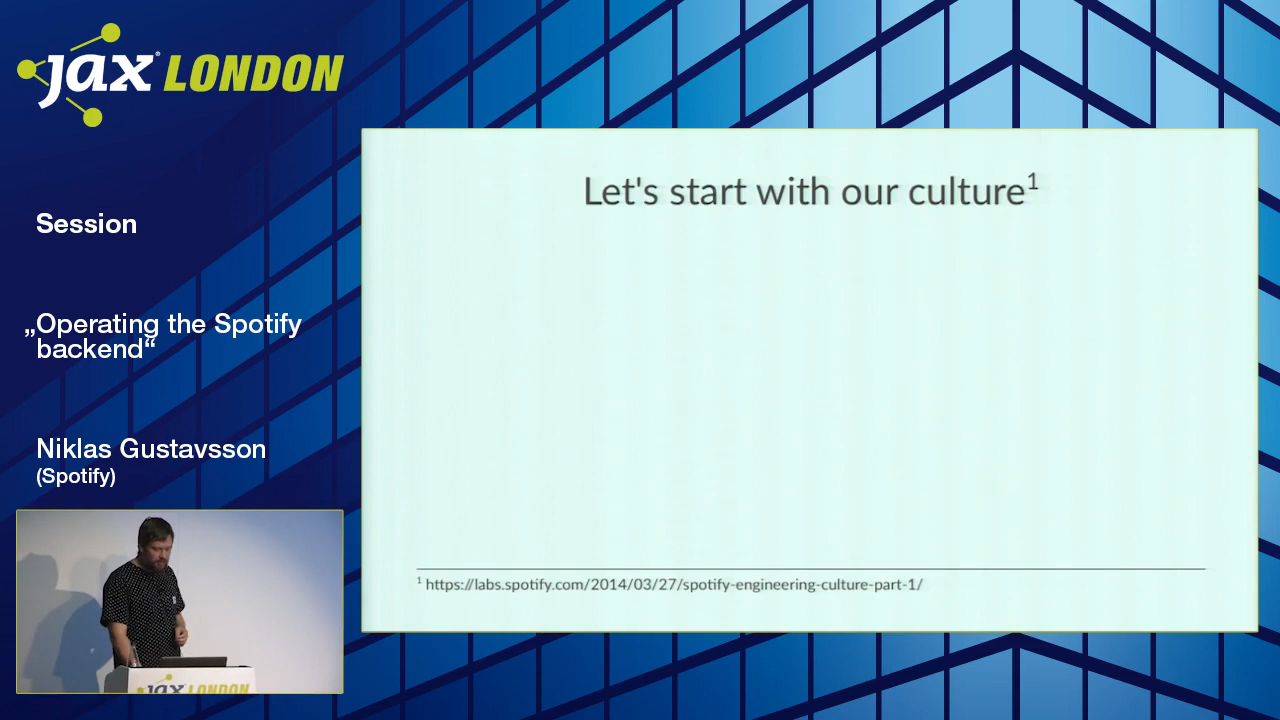 jax® LONDON
Session
„Operating the Spotify
backend“
Niklas Gustavsson
(Spotify)
Let's start with our culture¹
¹ https://labs.spotify.com/2014/03/27/spotify-engineering-culture-part-1/
jax LONDON